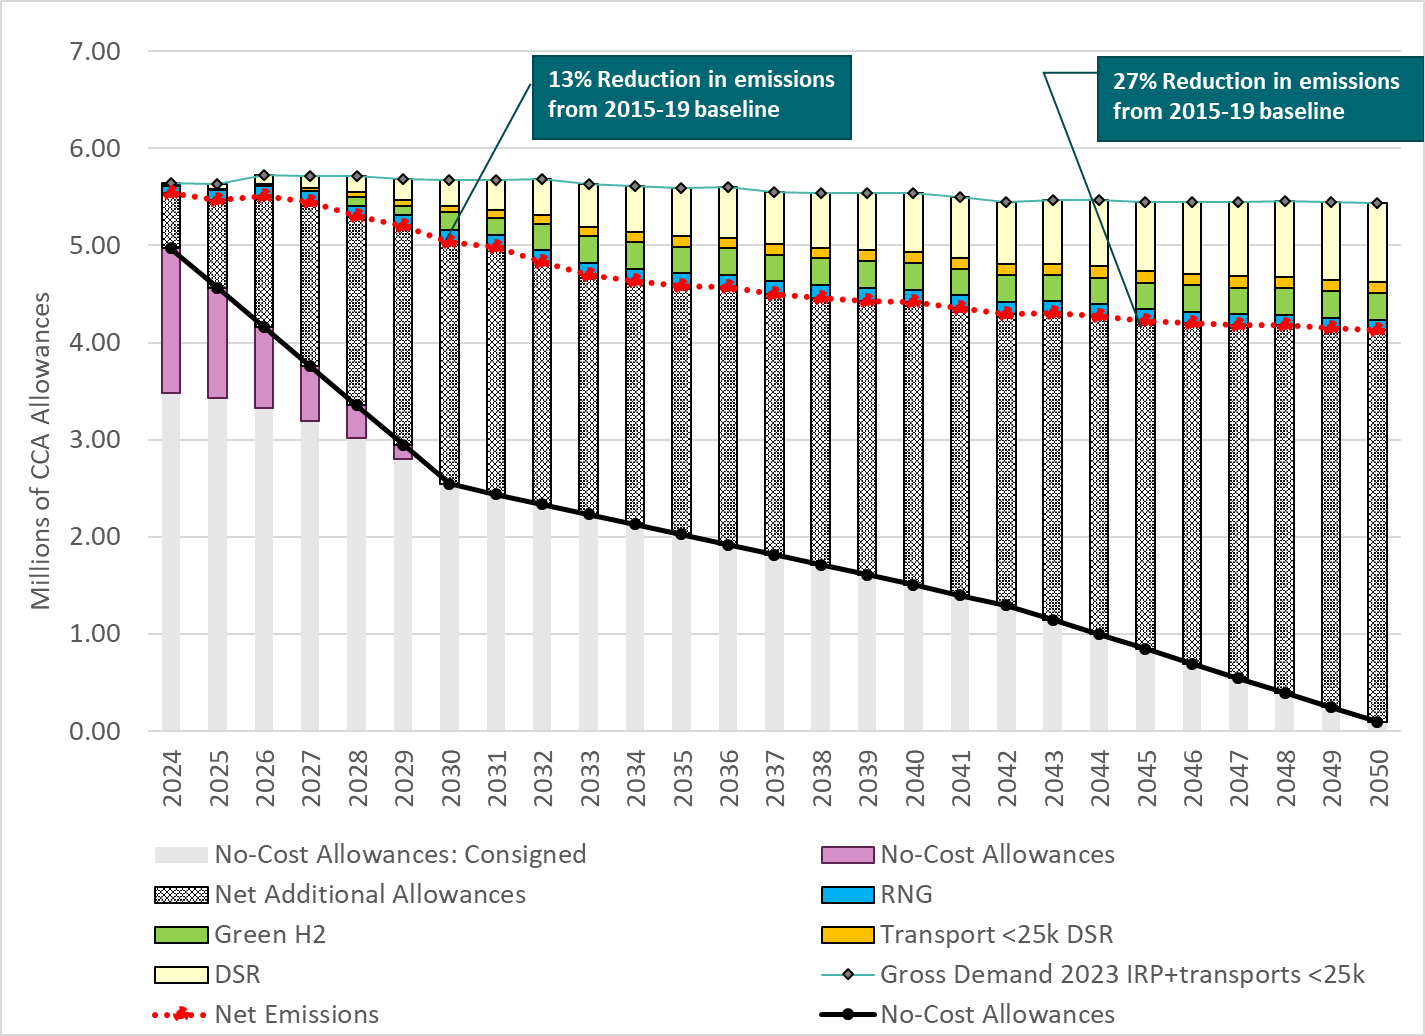 7.00
6.00
5.00
4.00
3.00
2.00
1.00
0.00
Millions of CCA Allowances
13% Reduction in emissions
from 2015-19 baseline
27% Reduction in emissions
from 2015-19 baseline
2024
2025
2026
2027
2028
2029
2030
2031
2032
2033
2034
2035
2036
2037
2038
2039
2040
2041
2042
2043
2044
2045
2046
2047
2048
2049
2050
No-Cost Allowances: Consigned
No-Cost Allowances
Net Additional Allowances
RNG
Green H2
Transport <25k DSR
DSR
Gross Demand 2023 IRP+transports <25k
Net Emissions
No-Cost Allowances